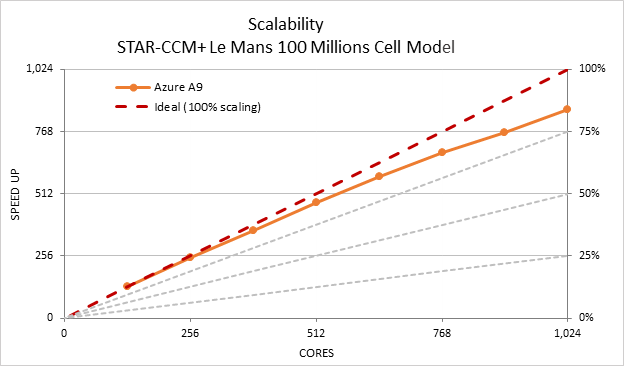 Scalability
STAR-CCM+ Le Mans 100 Millions Cell Model
1,024
100%
Azure A9
Ideal (100% scaling)
768
75%
SPEED UP
512
50%
256
25%
0
0%
0
256
512
768
1,024
CORES